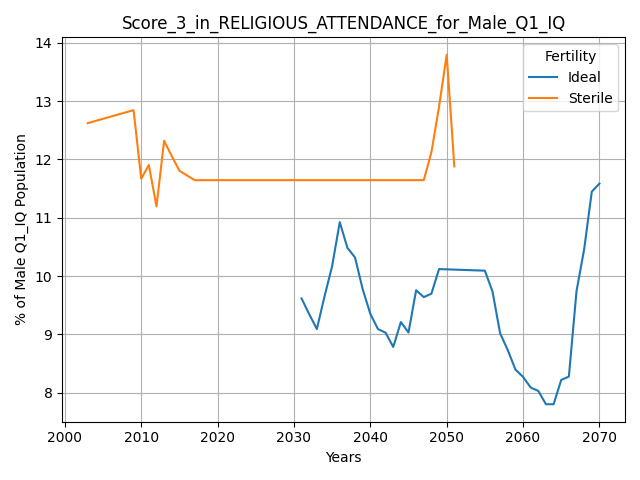 Score_3_in_RELIGIOUS_ATTENDANCE_for_Male_Q1_IQ
% of Male Q1_IQ Population
14
13
12
11
10
9
8
Fertility
Ideal
Sterile
2000 2010 2020 2030 2040 2050 2060 2070
Years